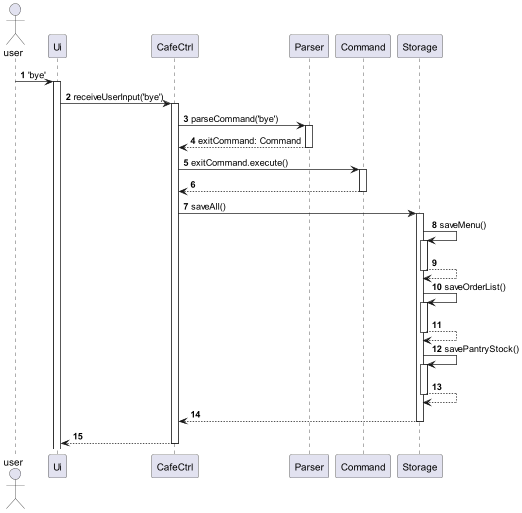 user
Ui
CafeCtrl
Parser
Command
Storage
1 'bye'
2 receiveUserInput('bye')
3 parseCommand('bye')
4 exitCommand: Command
5 exitCommand.execute()
6
7 saveAll()
8 saveMenu()
9
10 saveOrderList()
11
12 savePantryStock()
13
14
15
user
Ui
CafeCtrl
Parser
Command
Storage